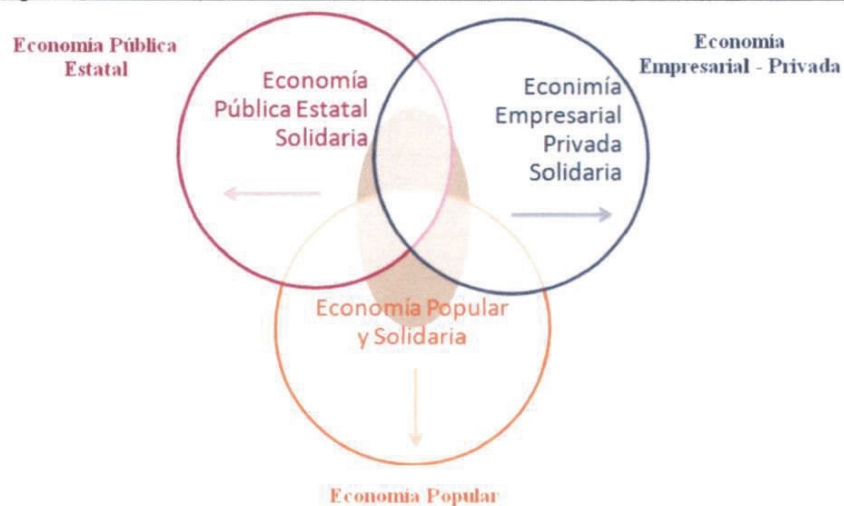 Economía Pública
Estatal
Economía
Pública Estatal
Solidaria
Econimía
Empresarial
Privada
Solidaria
Economía
Empresarial - Privada
Economía Popular
y Solidaria
Economía Popular